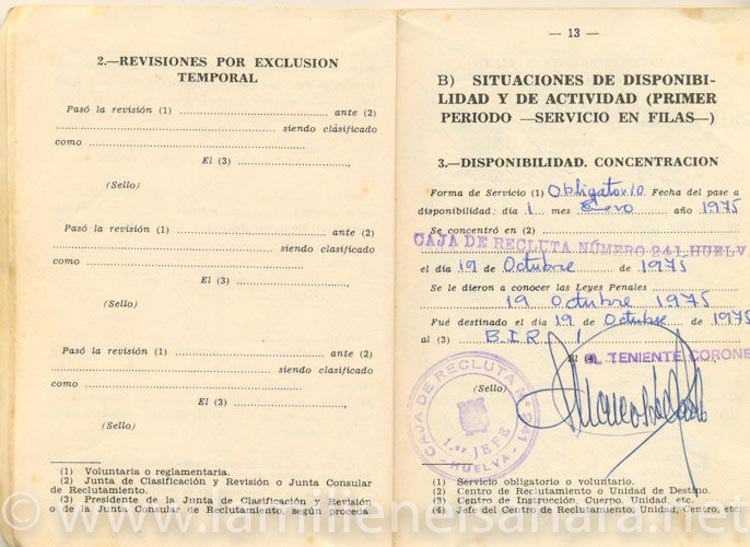 2.—REVISIONES POR EXCLUSION
TEMPORAL
Pasó la revisión (1) ........ ante (2)
........ siendo clasificado
como ........
El (3) ........,
(Sello)
Pasó la revisión (1) ........ ante (2)
........ siendo clasificado
como ........
El (3) ........,
(Sello)
Pasó la revisión (1) ........ ante (2)
........ siendo clasificado
como ........
El (3) ........,
(Sello)
(1) Voluntaria o reglamentaria.
(2) Junta de Clasificación y Revisión o Junta Consular
de Reclutamiento.
(3) Presidente de la Junta de Clasificación y Revisión
o de la Junta Consular de Reclutamiento, según proceda.
— 13 —
B) SITUACIONES DE DISPONIBI-
LIDAD Y DE ACTIVIDAD (PRIMER
PERIODO —SERVICIO EN FILAS—)
3.—DISPONIBILIDAD. CONCENTRACION
Forma de Servicio (1) Obligatorio Fecha del pase a
disponibilidad: día 1 mes Enero año 1975
Se concentró en (2)
CAJA DE RECLUTA NÚMERO 241 HUELVA
el día 19 de Octubre de 1975
Se le dieron a conocer las Leyes Penales
19 Octubre 1975
Fué destinado el día 19 de Octubre de 1975
al (3) B.I.R. 1
EL TENIENTE CORONE
(Sello)
CAJA DE RECLUTA Nº 241
1.er JEFE
- HUELVA -
(1) Servicio obligatorio o voluntario.
(2) Centro de Reclutamiento o Unidad de Destino.
(3) Centro de Instrucción, Cuerpo, Unidad, etc.
(4) Jefe del Centro de Reclutamiento, Unidad, Centro, etc.
© www.lamilienelsahara.net